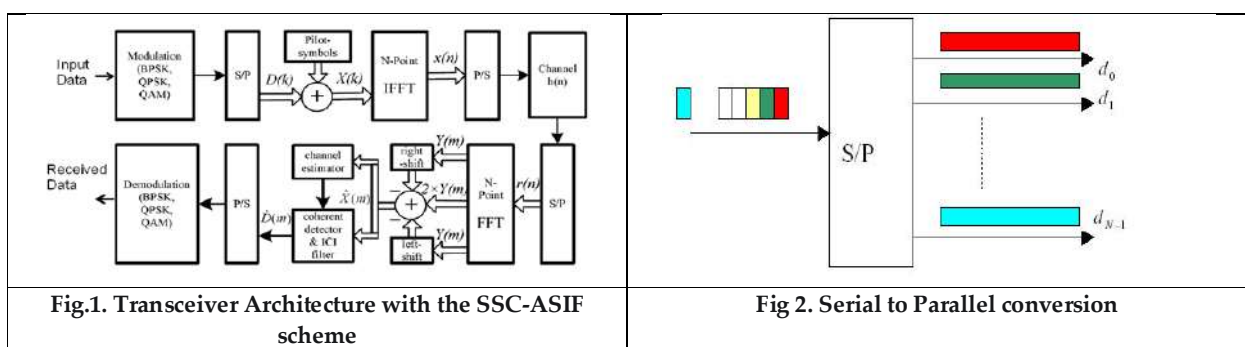 Input
Data
Modulation
(BPSK,
QPSK,
QAM)
S/P
D(k)
Pilot-
symbols
+
X(k)
N-Point
IFFT
x(n)
P/S
Channel
h(n)
Received
Data
Demodulation
(BPSK,
QPSK,
QAM)
P/S
D̂(m)
channel
estimator
coherent
detector
& ICI
filter
X̂(m)
right
-shift
−
+
−
left-
shift
Y(m)
2×Y(m)
Y(m)
N-
Point
FFT
r(n)
S/P
Fig.1. Transceiver Architecture with the SSC-ASIF
scheme
S/P
d₀
d₁
d_{N-1}
Fig 2. Serial to Parallel conversion